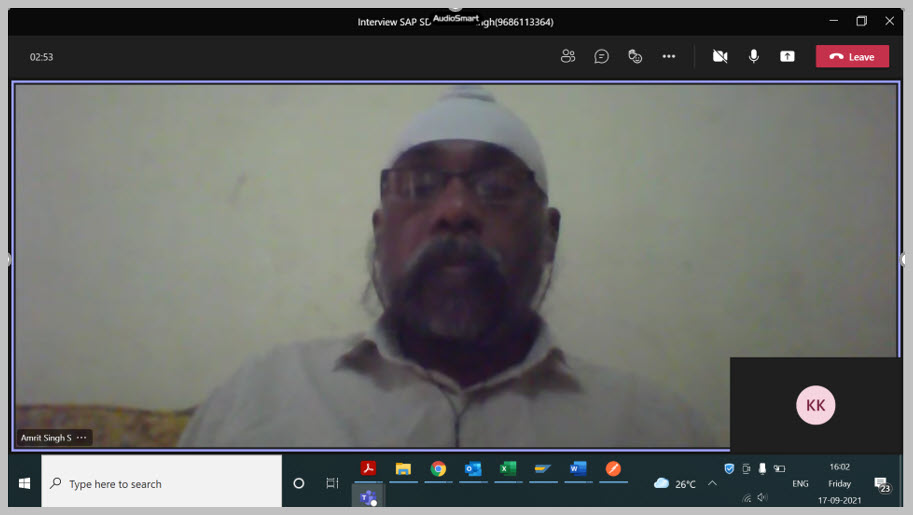 Interview SAP SD
AudioSmart
gh(9686113364)
02:53
Leave
Amrit Singh S
KK
Type here to search
26°C
ENG
16:02
Friday
17-09-2021
23